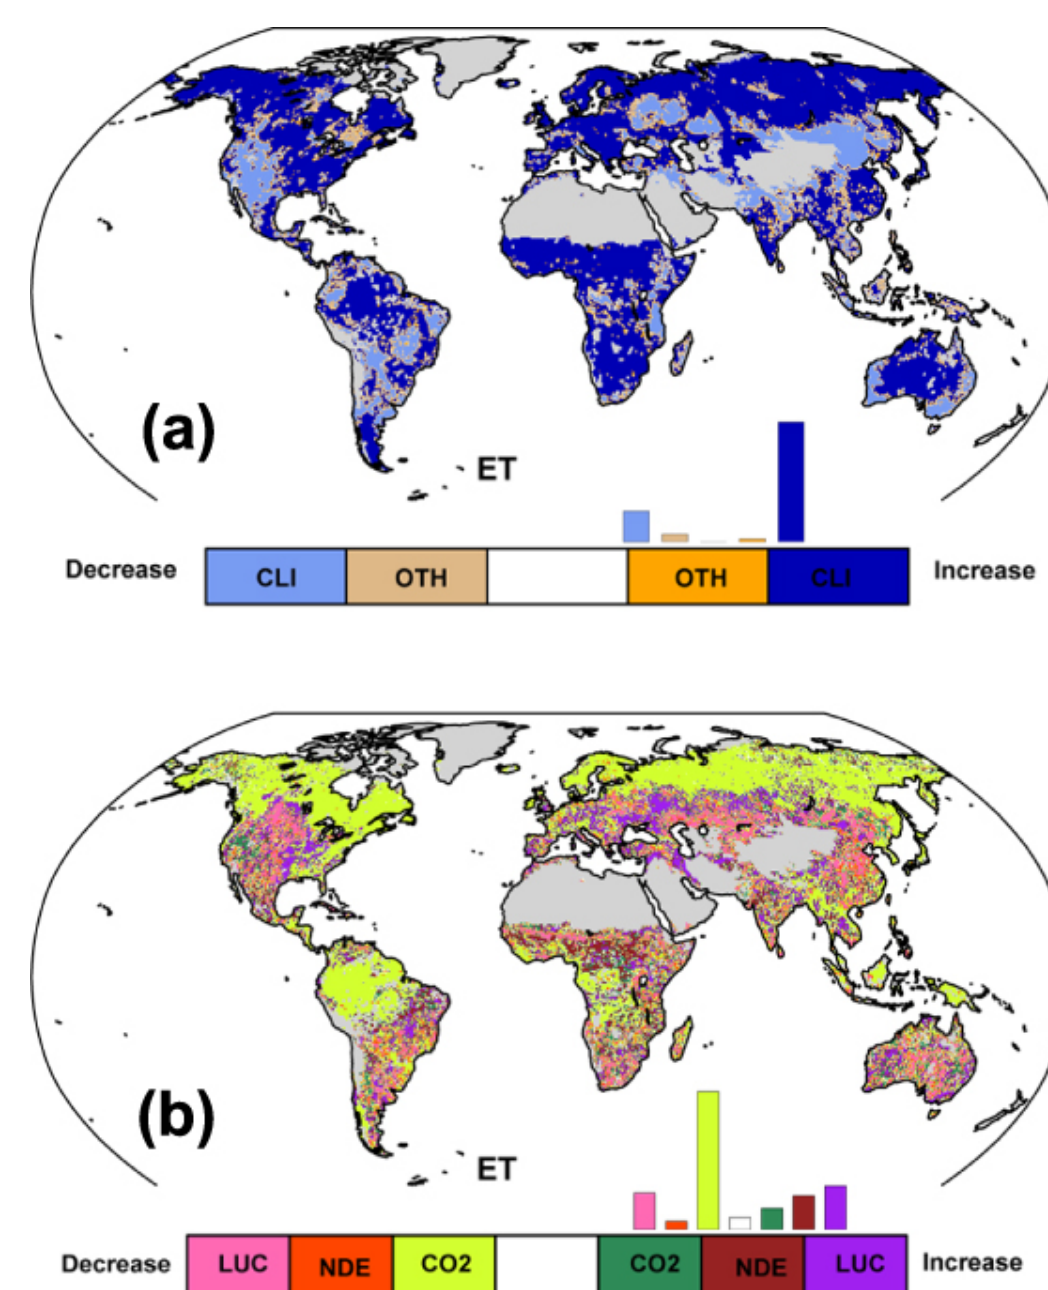 (a)
ET
Decrease CLI OTH OTH CLI Increase
(b)
ET
Decrease LUC NDE CO2 CO2 NDE LUC Increase